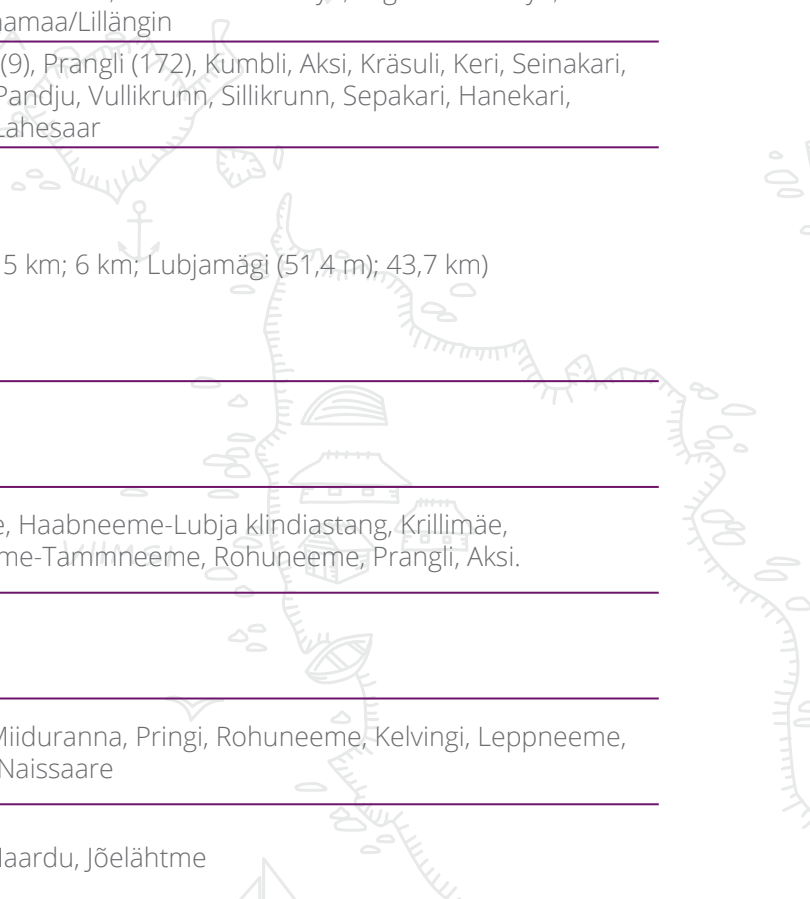 amaa/Lillängin
(9), Prangli (172), Kumbli, Aksi, Kräsuli, Keri, Seinakari,
Pandju, Vullikrunn, Sillikrunn, Sepakari, Hanekari,
Lahesaar
5 km; 6 km; Lubjamägi (51,4 m); 43,7 km)
e, Haabneeme-Lubja klindiastang, Krillimäe,
me-Tammneeme, Rohuneeme, Prangli, Aksi.
Miiduranna, Pringi, Rohuneeme, Kelvingi, Leppneeme,
Naissaare
aardu, Jõelähtme